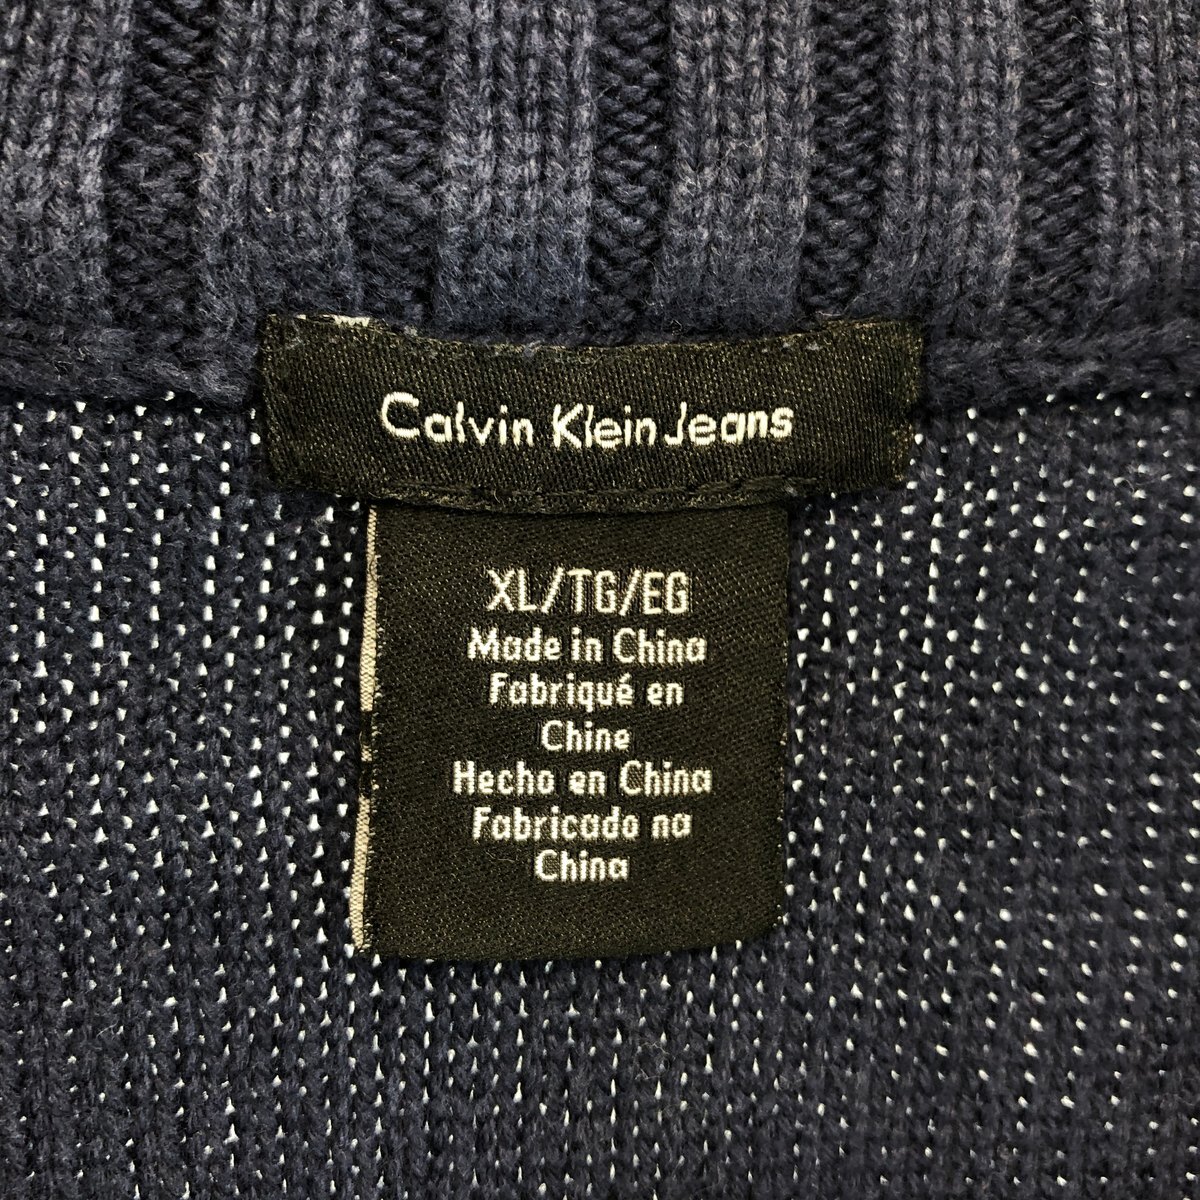 Calvin Klein Jeans
XL/TG/EG
Made in China
Fabriqué en
Chine
Hecho en China
Fabricado na
China